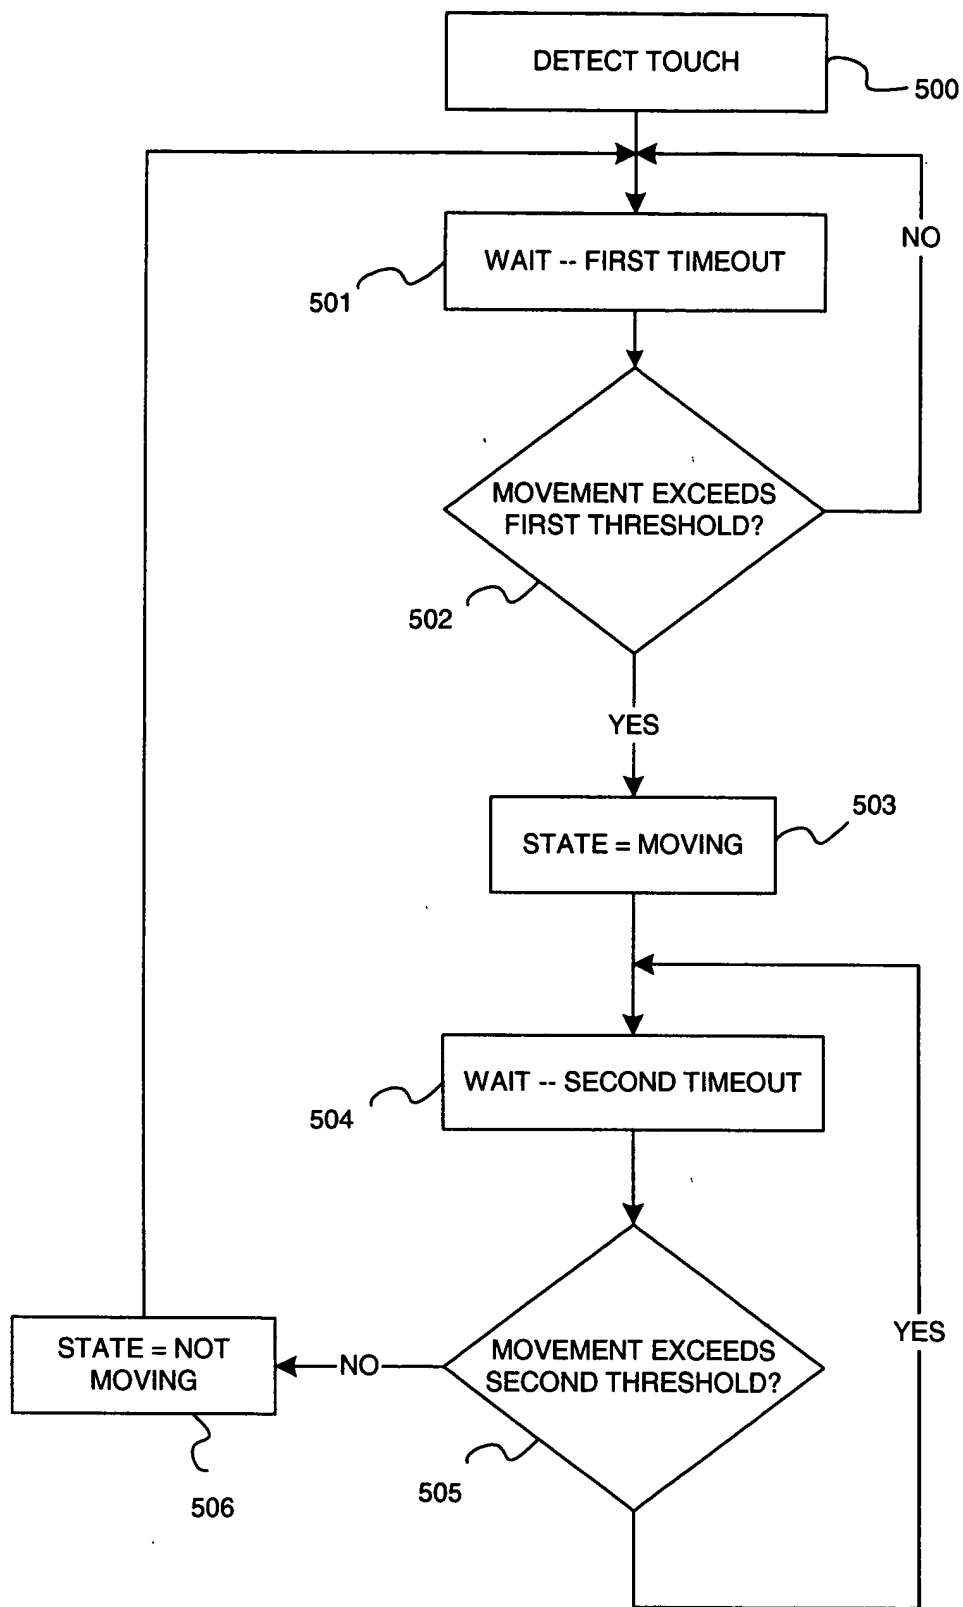 DETECT TOUCH
500
WAIT -- FIRST TIMEOUT
NO
501
MOVEMENT EXCEEDS
FIRST THRESHOLD?
502
YES
503
STATE = MOVING
WAIT -- SECOND TIMEOUT
504
MOVEMENT EXCEEDS
SECOND THRESHOLD?
YES
NO
STATE = NOT
MOVING
505
506